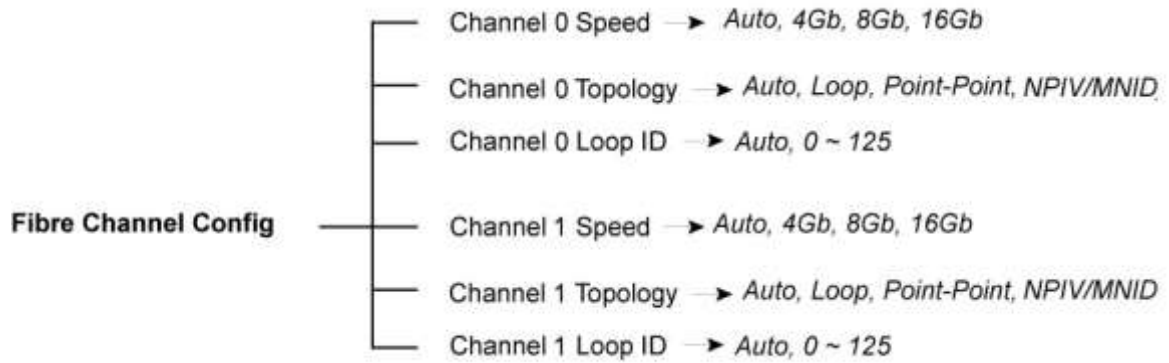 Channel 0 Speed → Auto, 4Gb, 8Gb, 16Gb
Channel 0 Topology → Auto, Loop, Point-Point, NPIV/MNID
Channel 0 Loop ID → Auto, 0 ~ 125
Fibre Channel Config
Channel 1 Speed → Auto, 4Gb, 8Gb, 16Gb
Channel 1 Topology → Auto, Loop, Point-Point, NPIV/MNID
Channel 1 Loop ID → Auto, 0 ~ 125